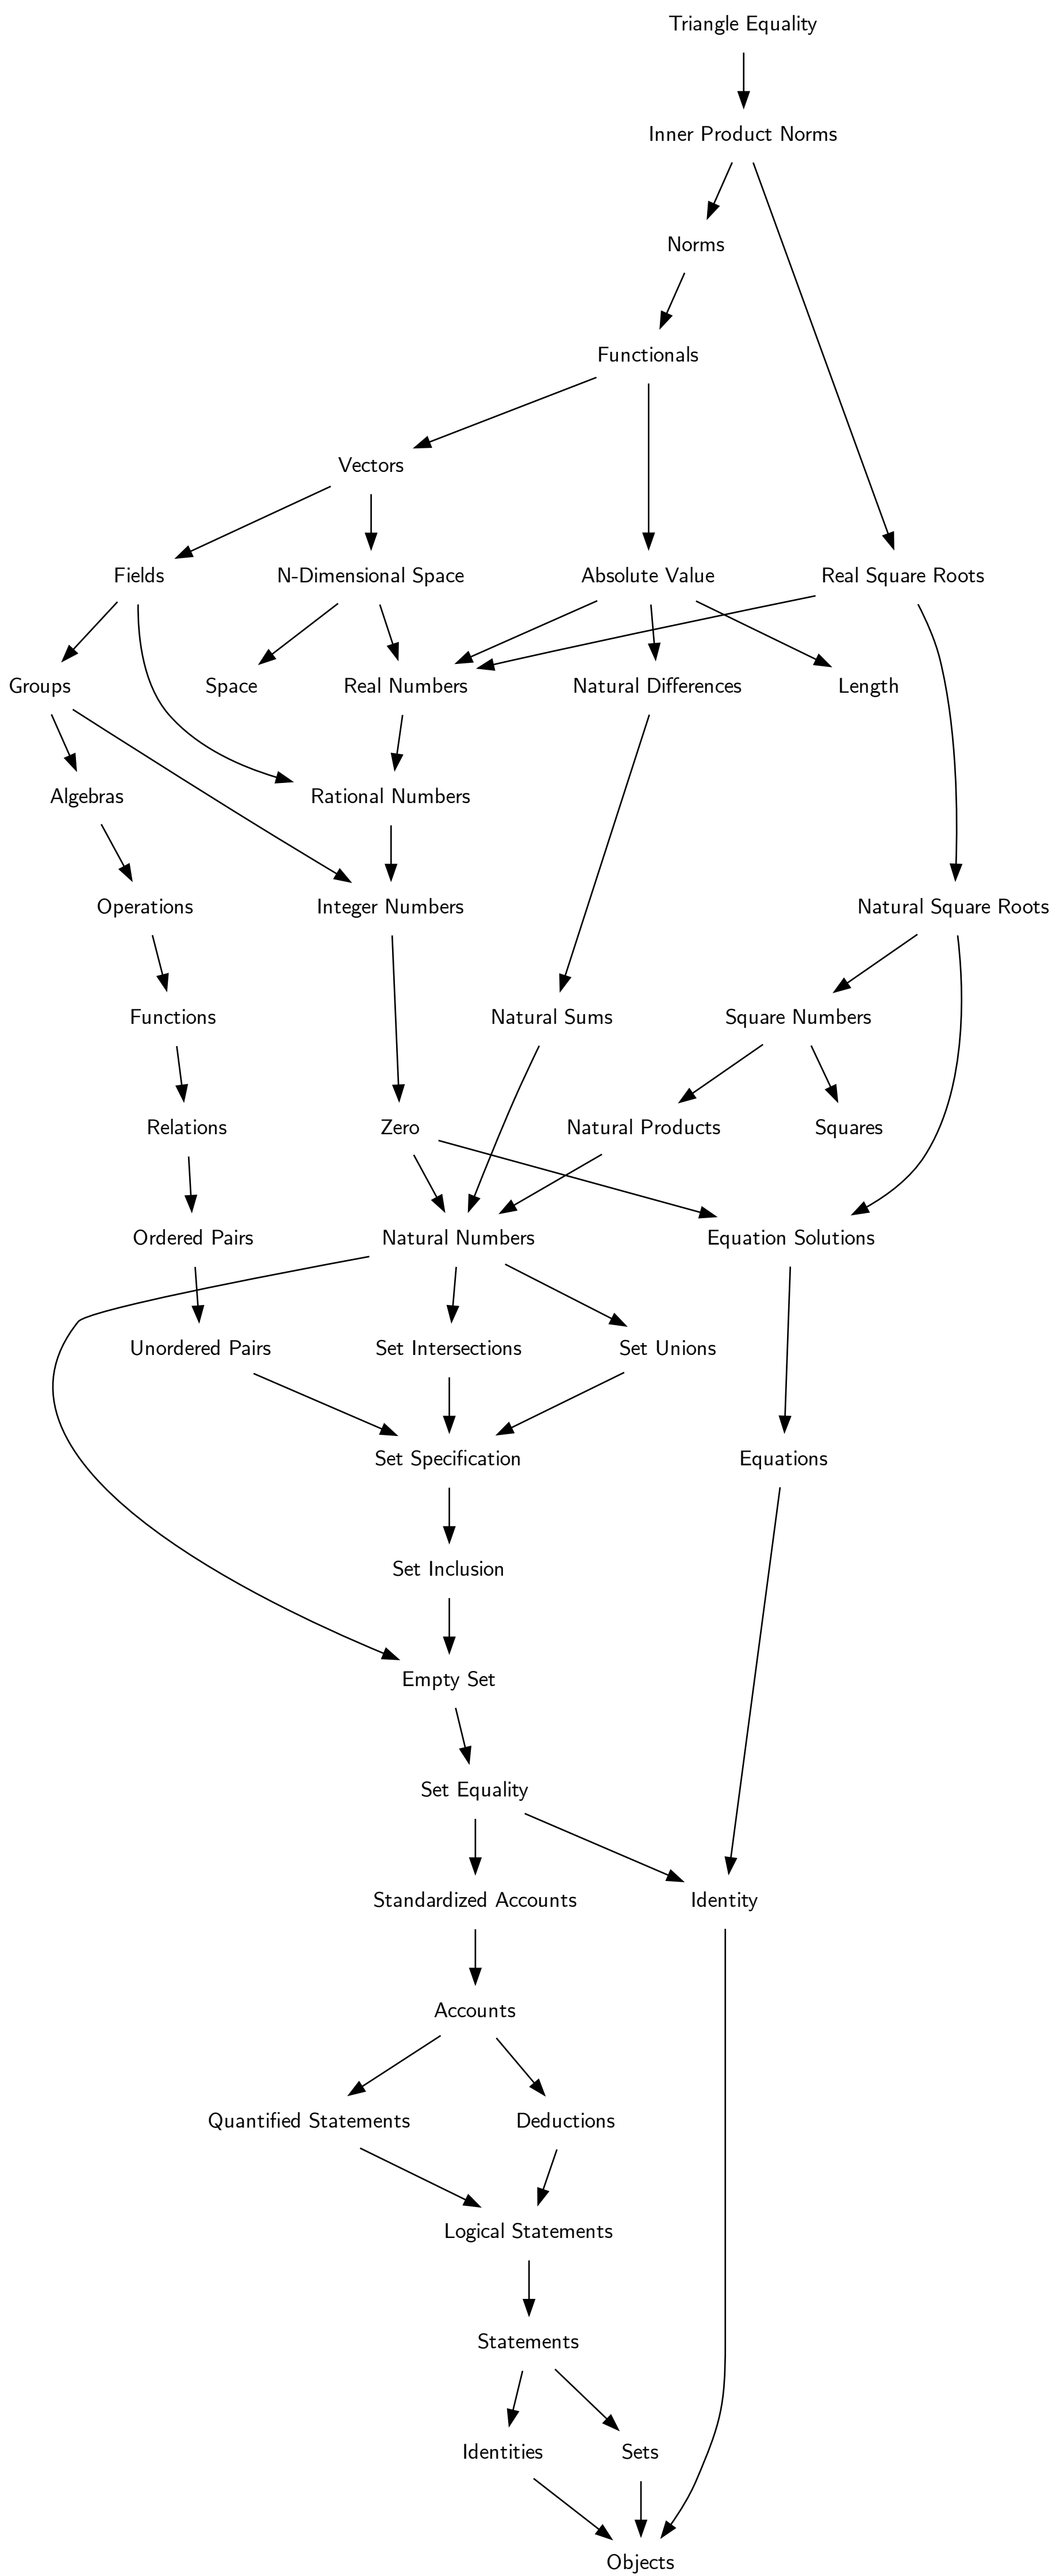 Triangle Equality
Inner Product Norms
Norms
Functionals
Vectors
Fields
N-Dimensional Space
Absolute Value
Real Square Roots
Groups
Space
Real Numbers
Natural Differences
Length
Algebras
Rational Numbers
Operations
Integer Numbers
Natural Square Roots
Functions
Natural Sums
Square Numbers
Relations
Zero
Natural Products
Squares
Ordered Pairs
Natural Numbers
Equation Solutions
Unordered Pairs
Set Intersections
Set Unions
Set Specification
Equations
Set Inclusion
Empty Set
Set Equality
Standardized Accounts
Identity
Accounts
Quantified Statements
Deductions
Logical Statements
Statements
Identities
Sets
Objects